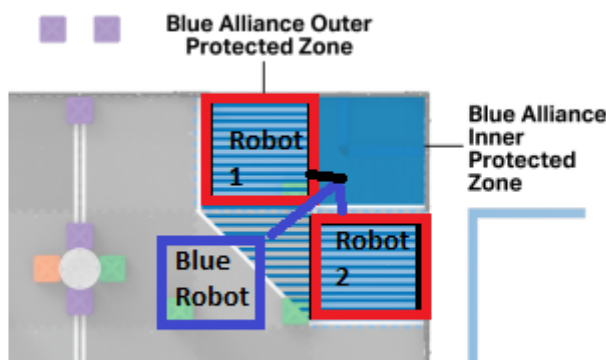 Blue Alliance Outer
Protected Zone
Blue Alliance
Inner
Protected
Zone
Robot
1
Robot
2
Blue
Robot